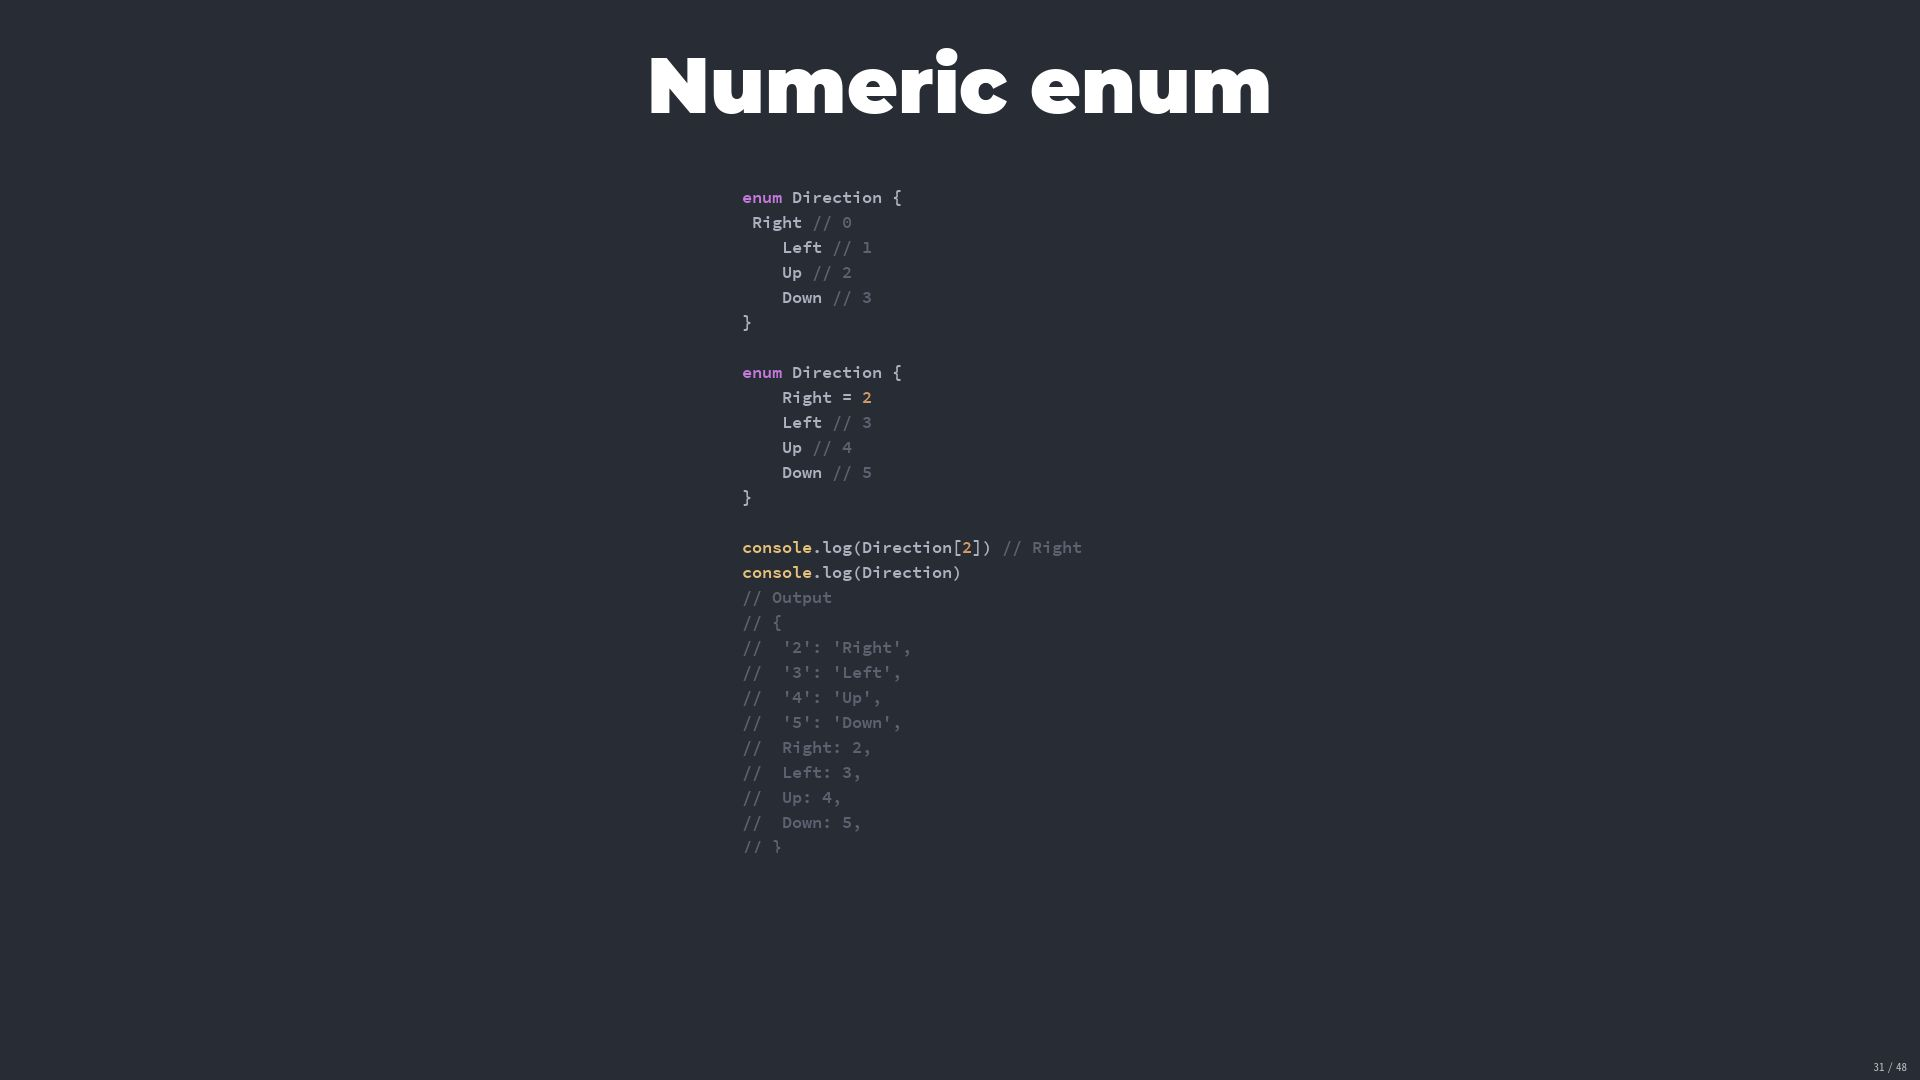 Numeric enum
enum Direction {
 Right // 0
    Left // 1
    Up // 2
    Down // 3
}
enum Direction {
    Right = 2
    Left // 3
    Up // 4
    Down // 5
}
console.log(Direction[2]) // Right
console.log(Direction)
// Output
// {
//  '2': 'Right',
//  '3': 'Left',
//  '4': 'Up',
//  '5': 'Down',
//  Right: 2,
//  Left: 3,
//  Up: 4,
//  Down: 5,
// }
31 / 48